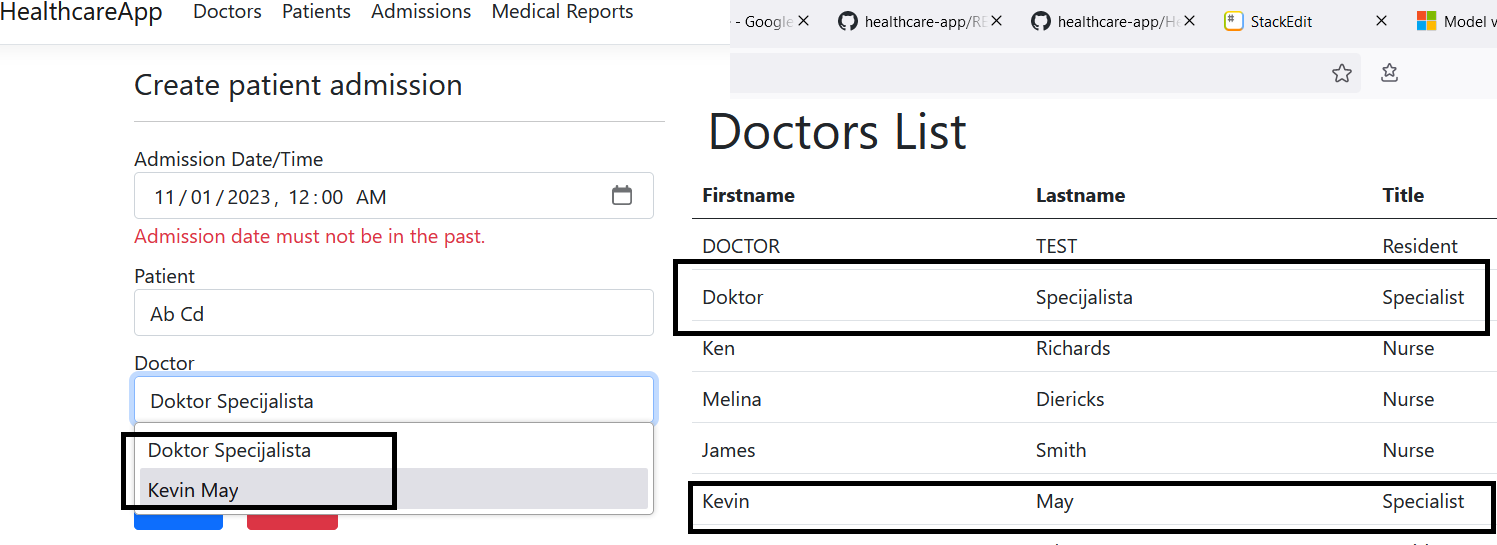 HealthcareApp Doctors Patients Admissions Medical Reports
Create patient admission
Admission Date/Time
11/01/2023, 12:00 AM
Admission date must not be in the past.
Patient
Ab Cd
Doctor
Doktor Specijalista
Doktor Specijalista
Kevin May
- Google healthcare-app/RE healthcare-app/He StackEdit Model w
Doctors List
Firstname Lastname Title
DOCTOR TEST Resident
Doktor Specijalista Specialist
Ken Richards Nurse
Melina Diericks Nurse
James Smith Nurse
Kevin May Specialist